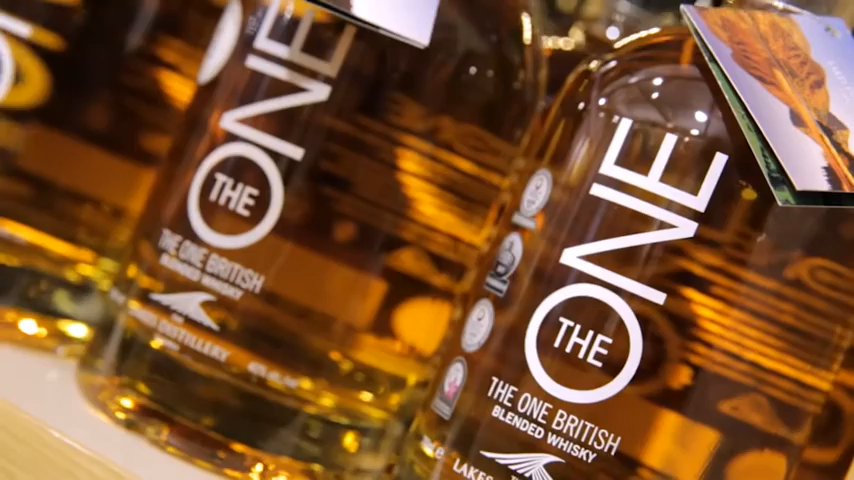 THE
ONE
THE ONE BRITISH
BLENDED WHISKY
DISTILLERY
THE
ONE
THE ONE BRITISH
BLENDED WHISKY
LAKES